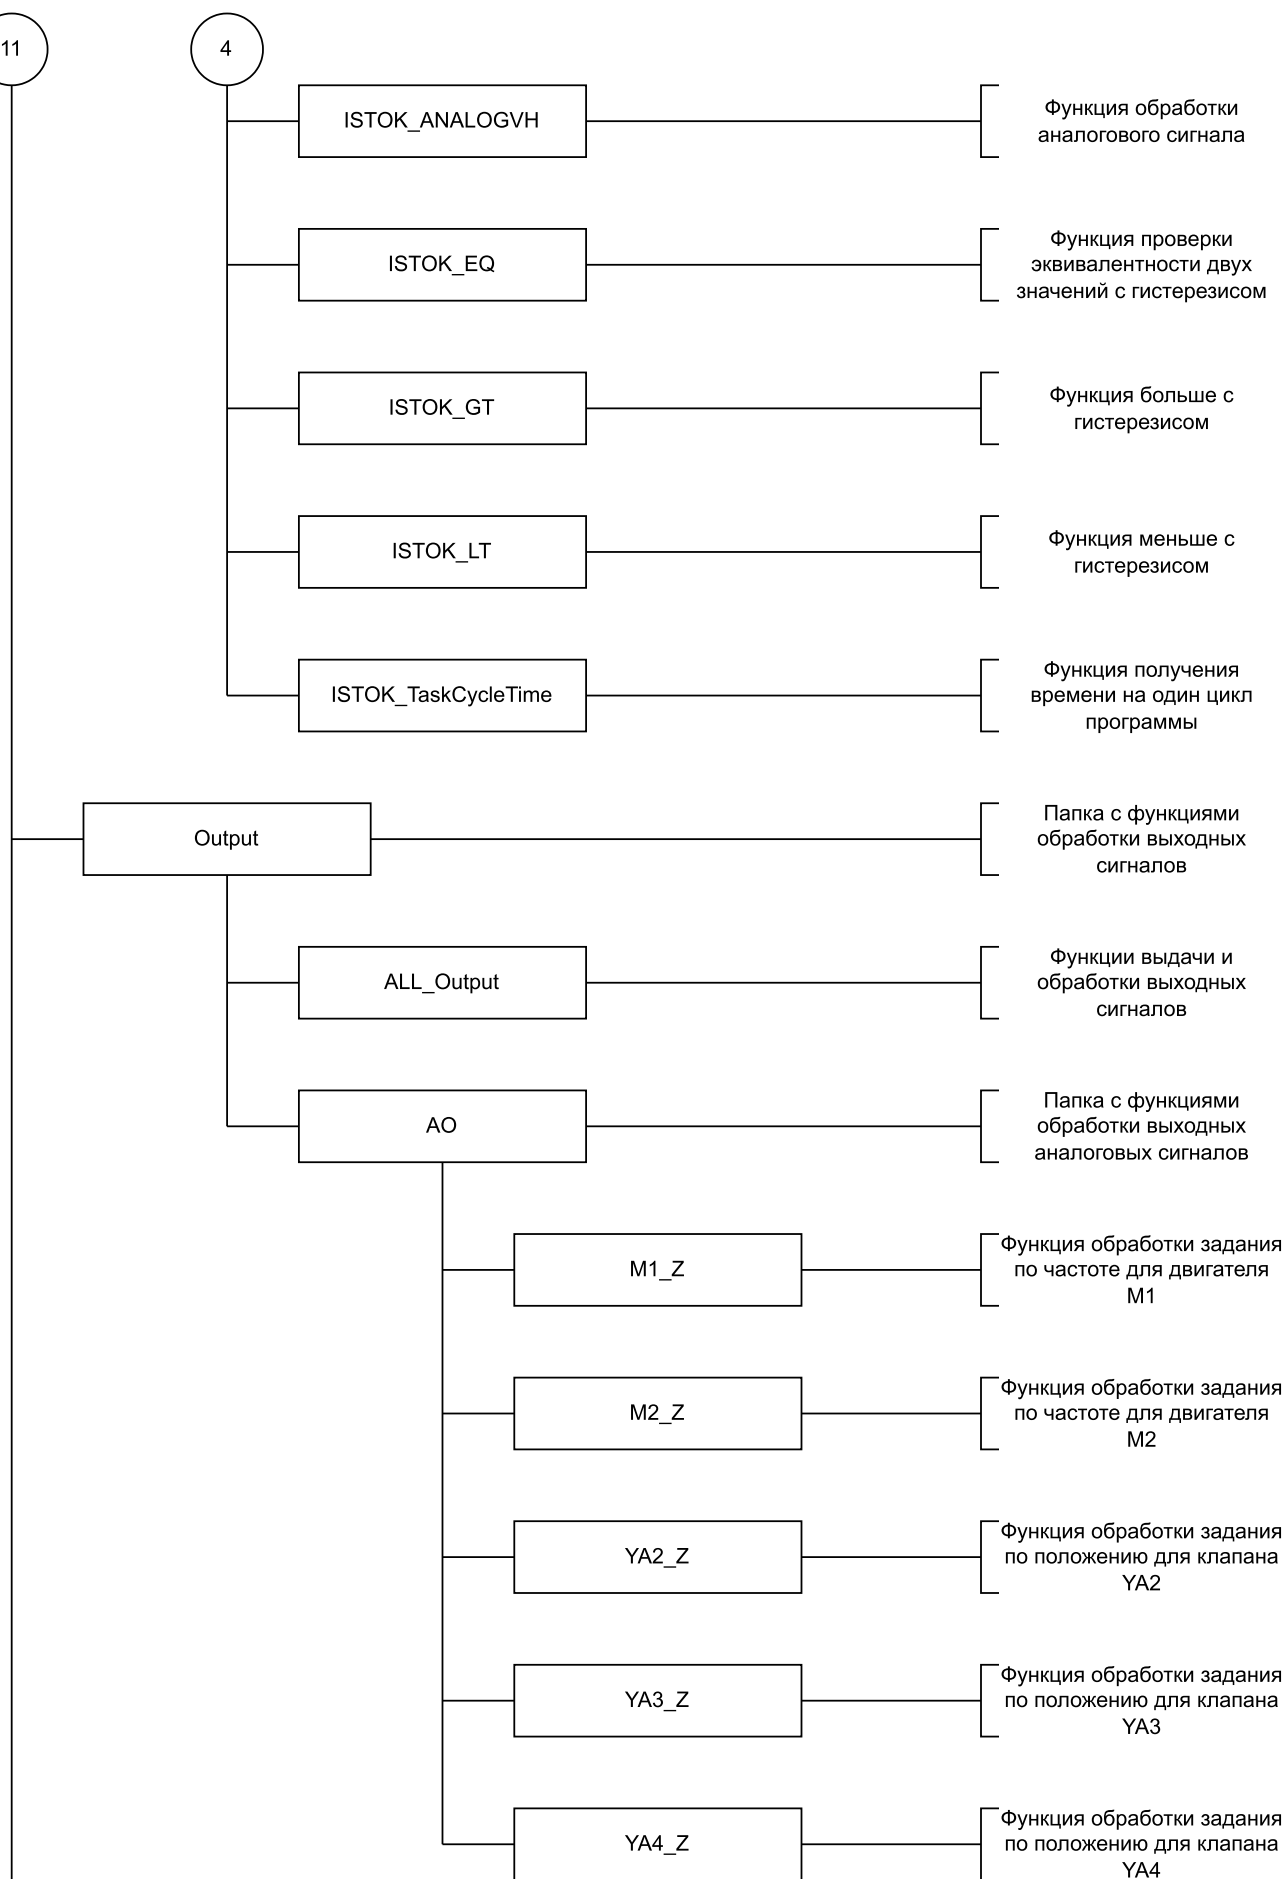 11
4
ISTOK_ANALOGVH
Функция обработки
аналогового сигнала
ISTOK_EQ
Функция проверки
эквивалентности двух
значений с гистерезисом
ISTOK_GT
Функция больше с
гистерезисом
ISTOK_LT
Функция меньше с
гистерезисом
ISTOK_TaskCycleTime
Функция получения
времени на один цикл
программы
Output
Папка с функциями
обработки выходных
сигналов
ALL_Output
Функции выдачи и
обработки выходных
сигналов
AO
Папка с функциями
обработки выходных
аналоговых сигналов
M1_Z
Функция обработки задания
по частоте для двигателя
М1
M2_Z
Функция обработки задания
по частоте для двигателя
М2
YA2_Z
Функция обработки задания
по положению для клапана
YA2
YA3_Z
Функция обработки задания
по положению для клапана
YA3
YA4_Z
Функция обработки задания
по положению для клапана
YA4